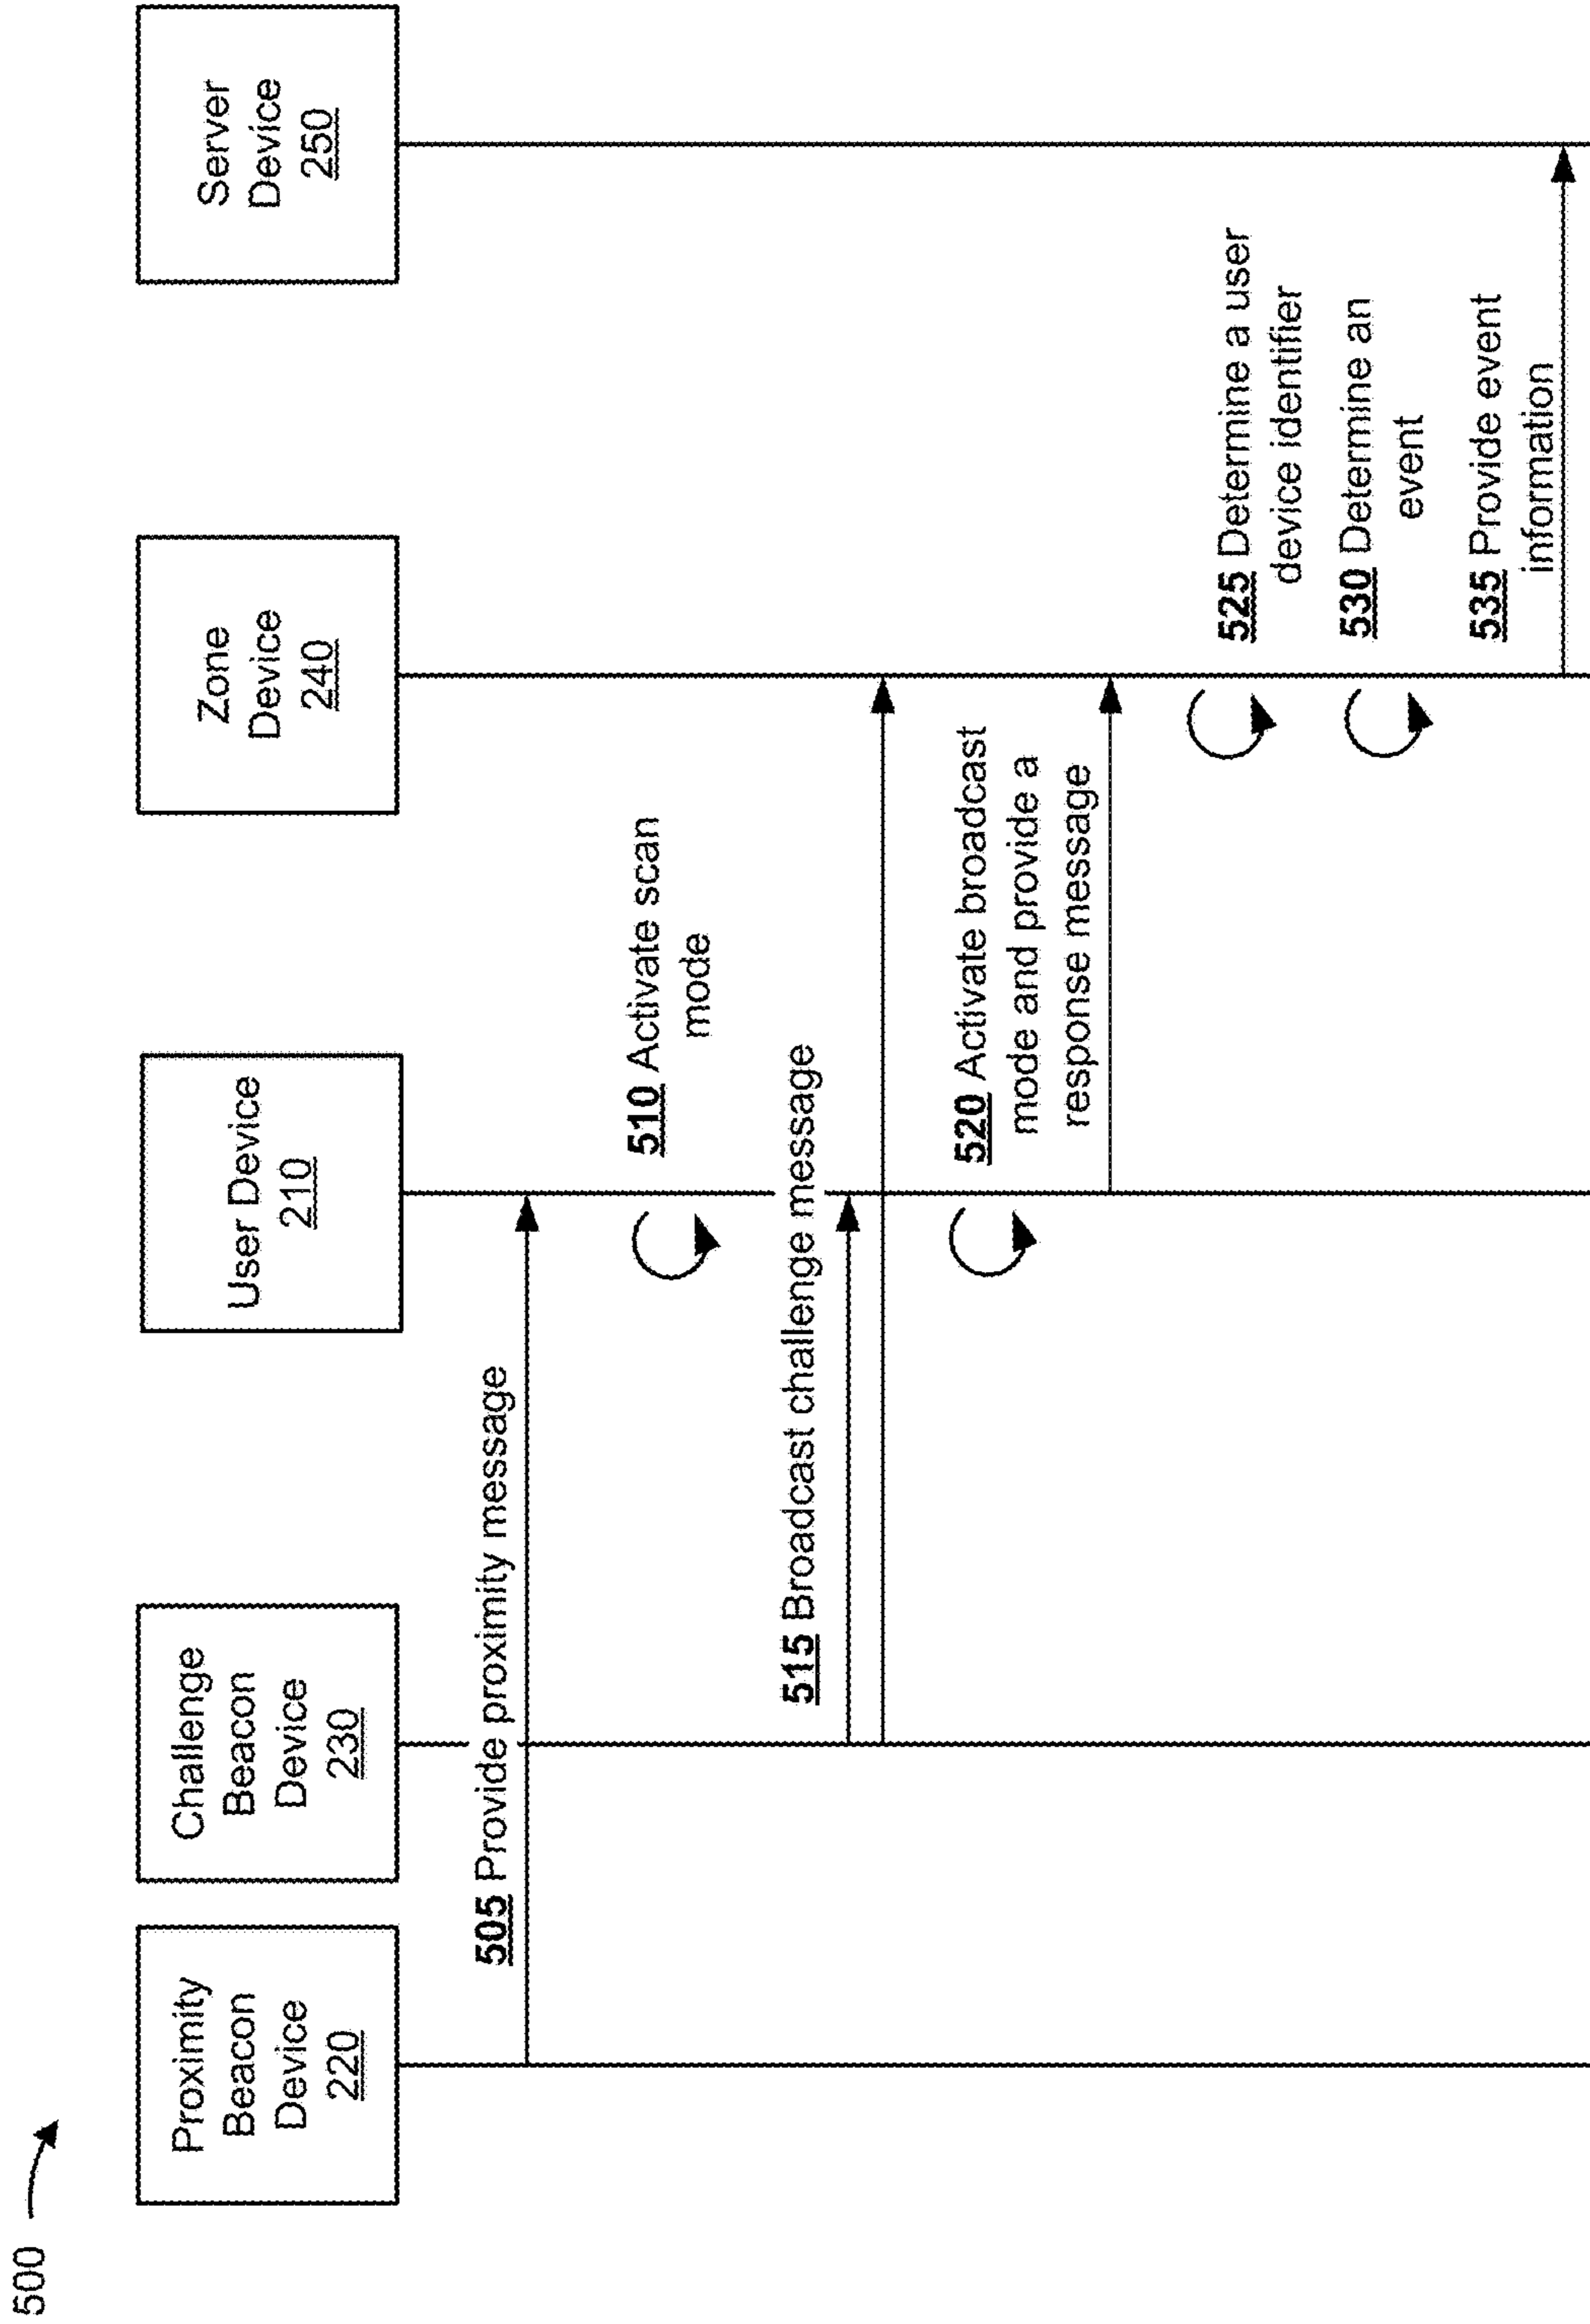 500
Proximity
Beacon
Device
220
Challenge
Beacon
Device
230
User Device
210
Zone
Device
240
Server
Device
250
505 Provide proximity message
510 Activate scan
mode
515 Broadcast challenge message
520 Activate broadcast
mode and provide a
response message
525 Determine a user
device identifier
530 Determine an
event
535 Provide event
information